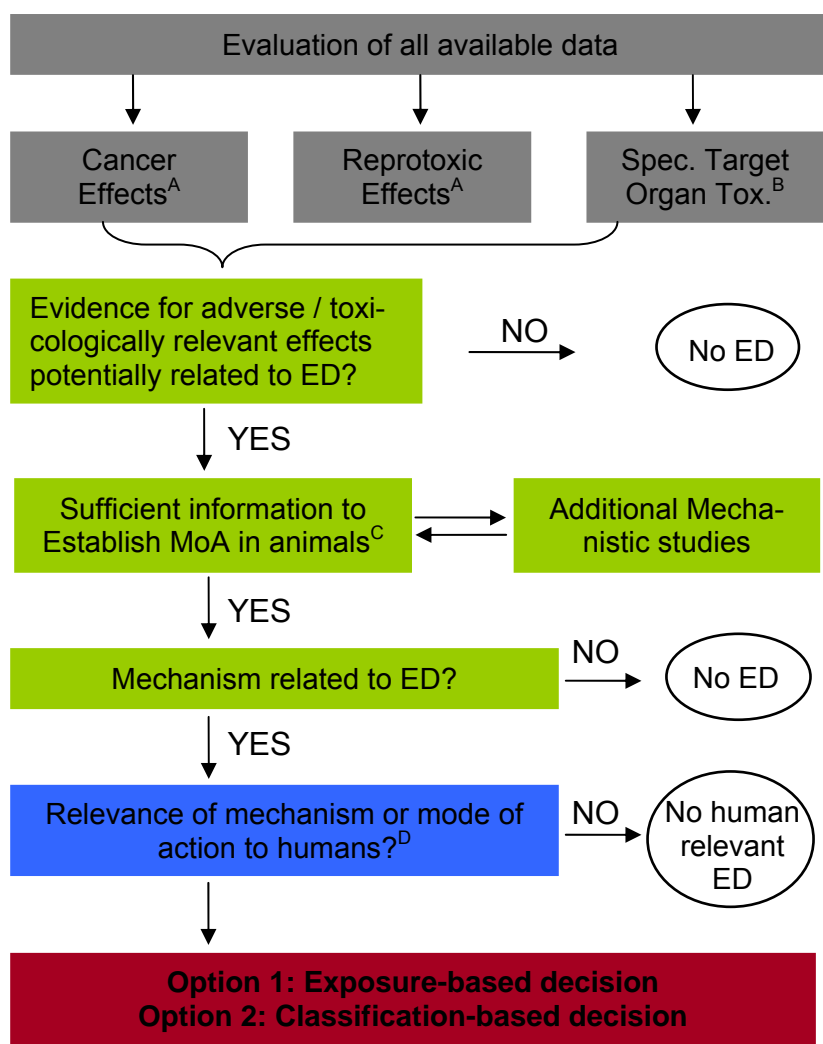 Evaluation of all available data
Cancer
Effects^A
Reprotoxic
Effects^A
Spec. Target
Organ Tox.^B
Evidence for adverse / toxi-
cologically relevant effects
potentially related to ED?
NO
No ED
YES
Sufficient information to
Establish MoA in animals^C
Additional Mecha-
nistic studies
YES
Mechanism related to ED?
NO
No ED
YES
Relevance of mechanism or mode of
action to humans?^D
NO
No human
relevant
ED
Option 1: Exposure-based decision
Option 2: Classification-based decision